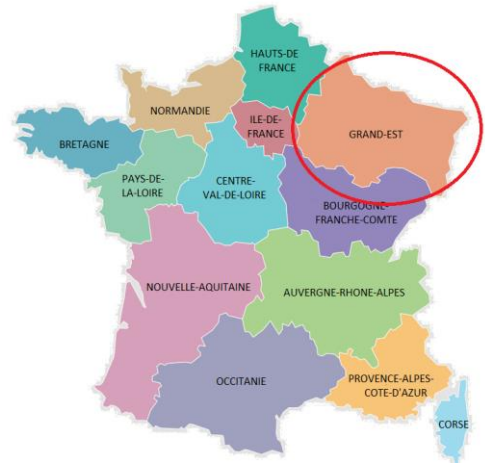 HAUTS-DE
FRANCE
NORMANDIE
ILE-DE-
FRANCE
GRAND-EST
BRETAGNE
PAYS-DE-
LA-LOIRE
CENTRE-
VAL-DE-LOIRE
BOURGOGNE-
FRANCHE-COMTE
NOUVELLE-AQUITAINE
AUVERGNE-RHONE-ALPES
OCCITANIE
PROVENCE-ALPES-
COTE-D'AZUR
CORSE